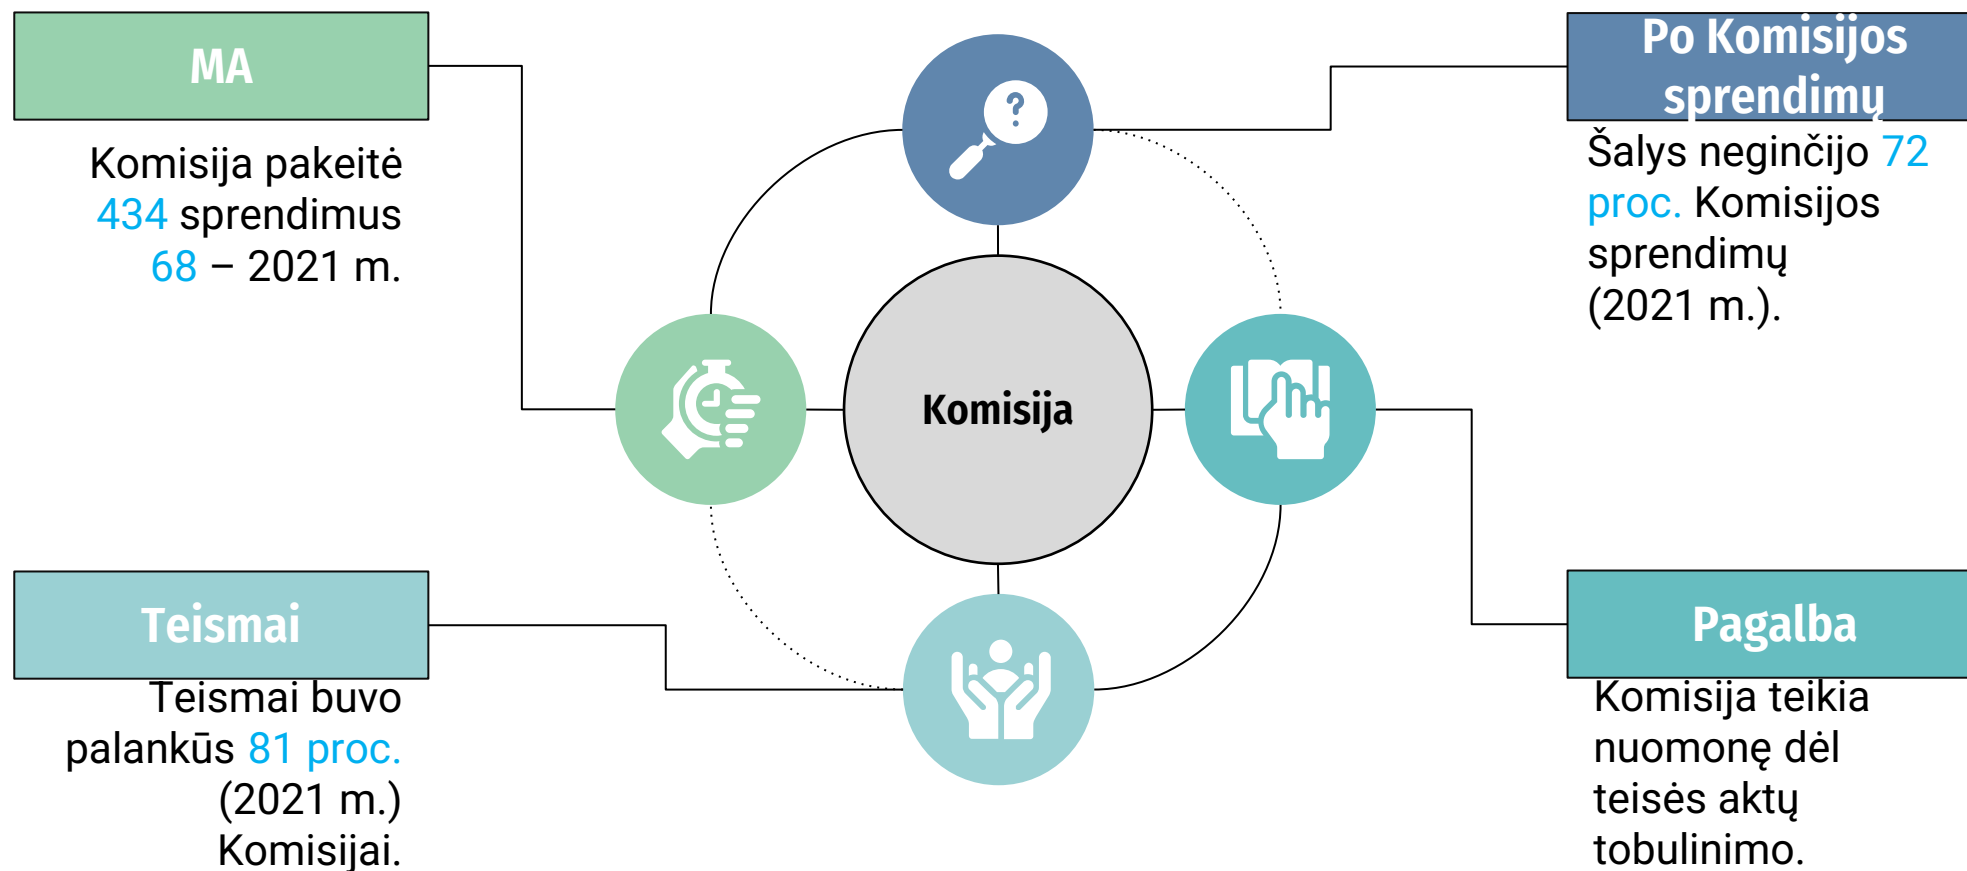 MA
Komisija pakeitė
434 sprendimus
68 – 2021 m.
Po Komisijos
sprendimų
Šalys neginčijo 72
proc. Komisijos
sprendimų
(2021 m.).
?
Komisija
Teismai
Teismai buvo
palankūs 81 proc.
(2021 m.)
Komisijai.
Pagalba
Komisija teikia
nuomonę dėl
teisės aktų
tobulinimo.